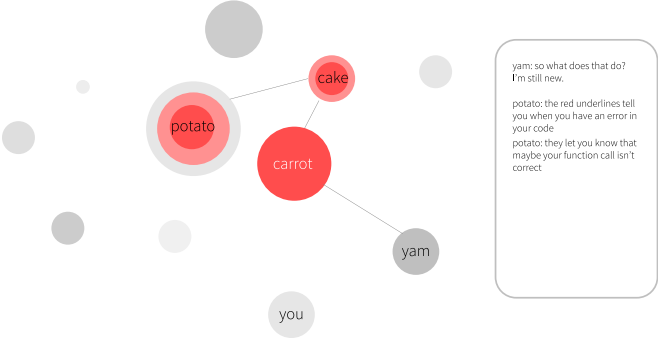 cake
potato
carrot
yam
you
yam: so what does that do?
I'm still new.
potato: the red underlines tell
you when you have an error in
your code
potato: they let you know that
maybe your function call isn't
correct